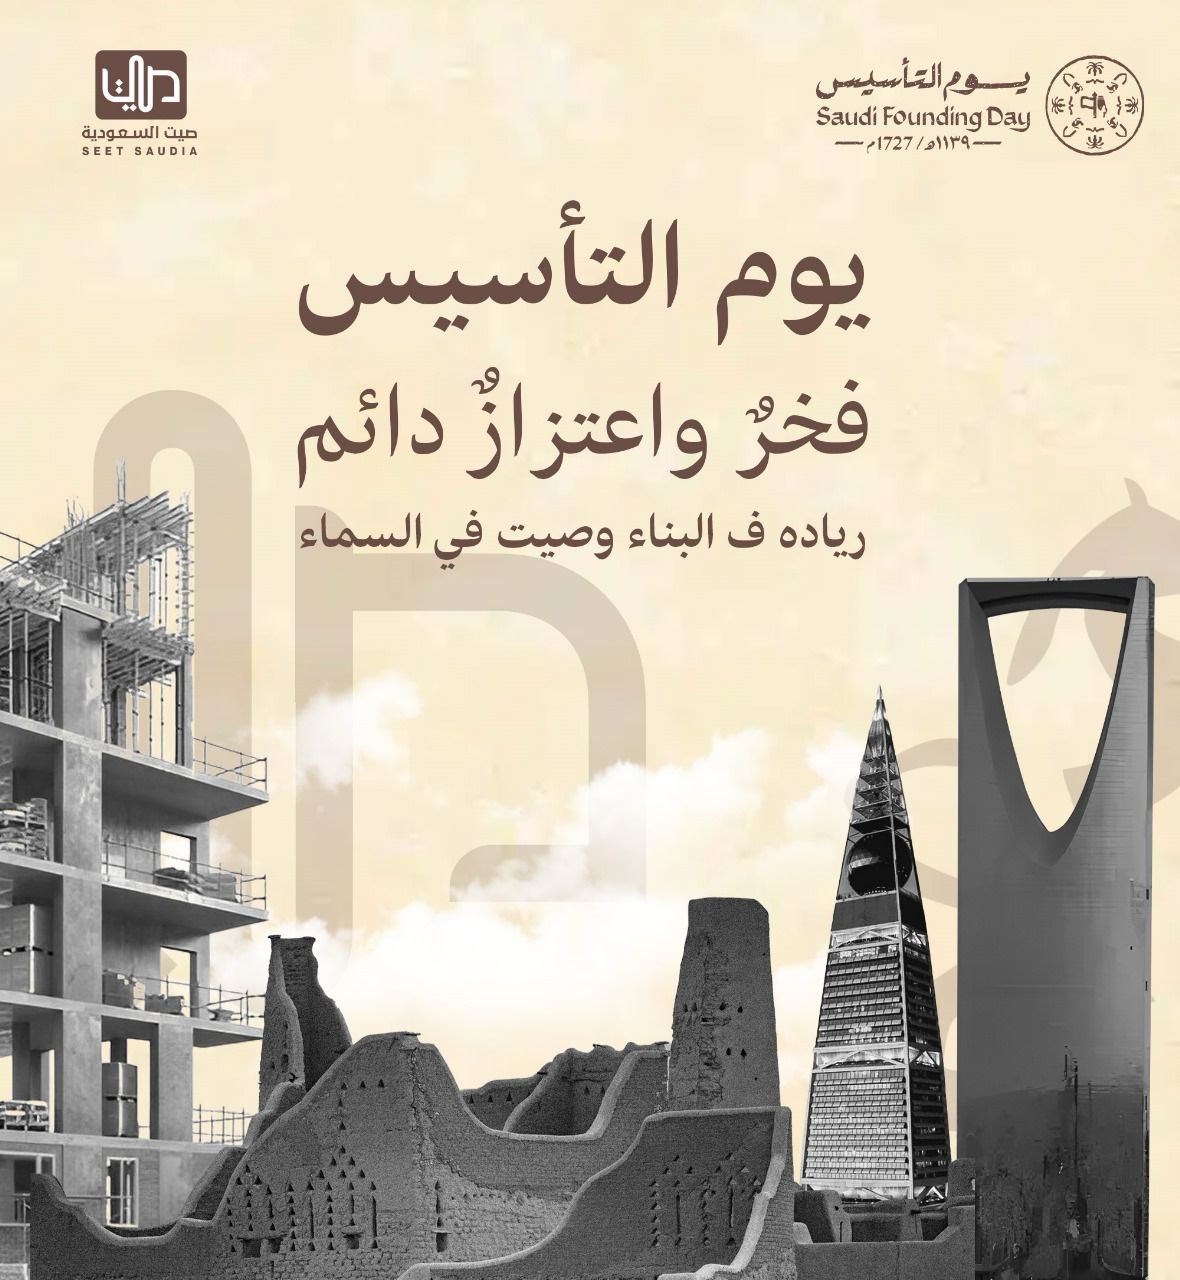 يوم التأسيس
Saudi Founding Day
١١٣٩هـ / 1727م
صيت
صيت السعودية
SEET SAUDIA
يوم التأسيس
فخرٌ واعتزازٌ دائم
رياده ف البناء وصيت في السماء